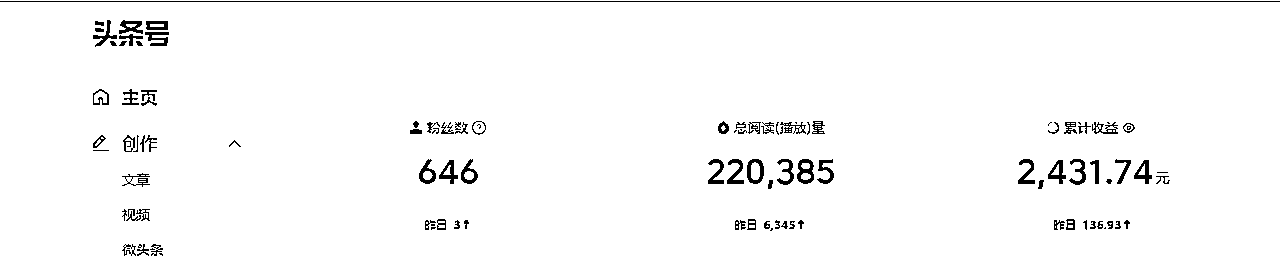 头条号
主页
创作
文章
视频
微头条
粉丝数
646
昨日 3↑
总阅读(播放)量
220,385
昨日 6,345↑
累计收益
2,431.74元
昨日 136.93↑